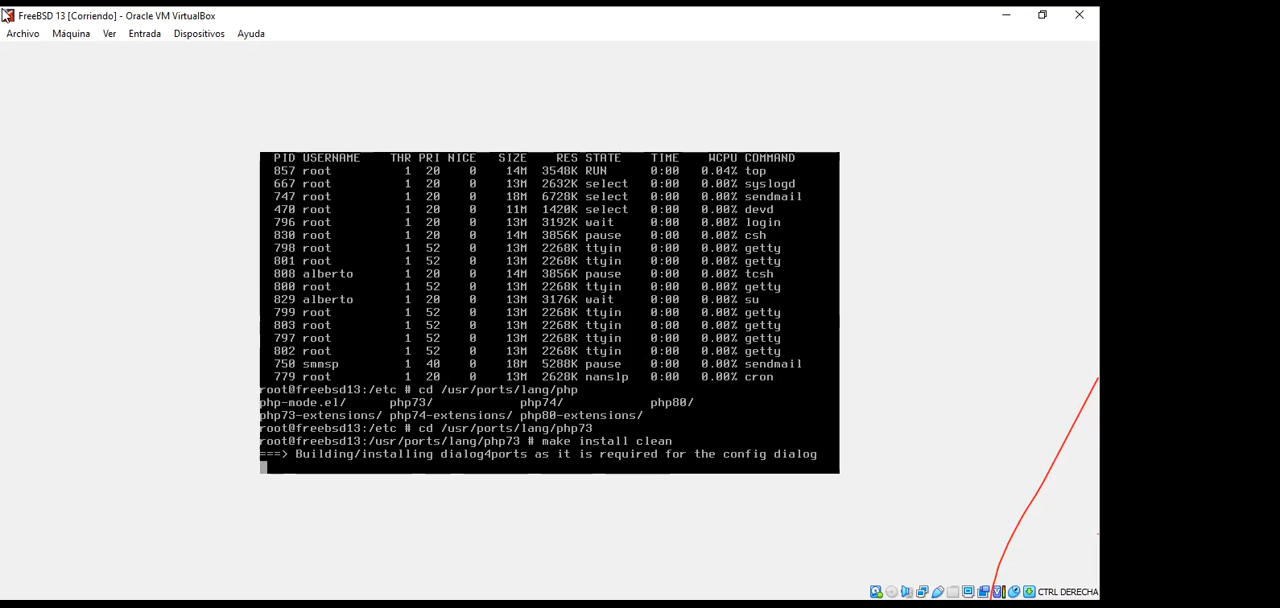 FreeBSD 13 [Corriendo] - Oracle VM VirtualBox
Archivo Máquina Ver Entrada Dispositivos Ayuda
PID USERNAME THR PRI NICE SIZE RES STATE TIME WCPU COMMAND
857 root 1 20 0 14M 3548K RUN 0:00 0.04% top
667 root 1 20 0 13M 2632K select 0:00 0.00% syslogd
747 root 1 20 0 18M 6728K select 0:00 0.00% sendmail
470 root 1 20 0 11M 1420K select 0:00 0.00% devd
796 root 1 20 0 13M 3192K wait 0:00 0.00% login
830 root 1 20 0 14M 3856K pause 0:00 0.00% csh
798 root 1 52 0 13M 2268K ttyin 0:00 0.00% getty
801 root 1 52 0 13M 2268K ttyin 0:00 0.00% getty
808 alberto 1 20 0 14M 3856K pause 0:00 0.00% tcsh
800 root 1 52 0 13M 2268K ttyin 0:00 0.00% getty
829 alberto 1 20 0 13M 3176K wait 0:00 0.00% su
799 root 1 52 0 13M 2268K ttyin 0:00 0.00% getty
803 root 1 52 0 13M 2268K ttyin 0:00 0.00% getty
797 root 1 52 0 13M 2268K ttyin 0:00 0.00% getty
802 root 1 52 0 13M 2268K ttyin 0:00 0.00% getty
750 smmsp 1 40 0 18M 5288K pause 0:00 0.00% sendmail
779 root 1 20 0 13M 2628K nanslp 0:00 0.00% cron
root@freebsd13:/etc # cd /usr/ports/lang/php
php-mode.el/ php73/ php74/ php80/
php73-extensions/ php74-extensions/ php80-extensions/
root@freebsd13:/etc # cd /usr/ports/lang/php73
root@freebsd13:/usr/ports/lang/php73 # make install clean
===> Building/installing dialog4ports as it is required for the config dialog
CTRL DERECHA